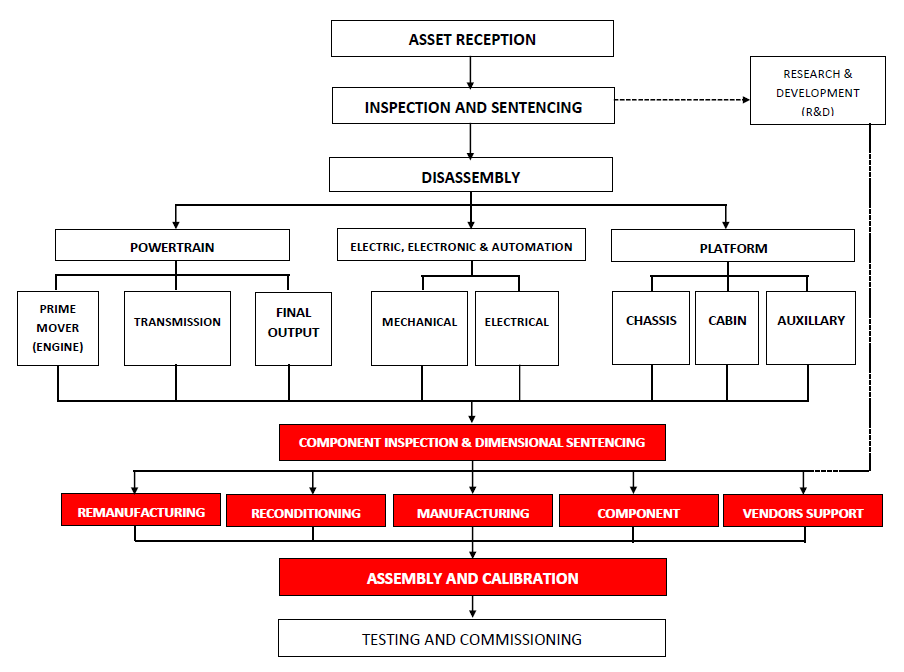 ASSET RECEPTION
INSPECTION AND SENTENCING
RESEARCH &
DEVELOPMENT
(R&D)
DISASSEMBLY
POWERTRAIN
ELECTRIC, ELECTRONIC & AUTOMATION
PLATFORM
PRIME
MOVER
(ENGINE)
TRANSMISSION
FINAL
OUTPUT
MECHANICAL
ELECTRICAL
CHASSIS
CABIN
AUXILLARY
COMPONENT INSPECTION & DIMENSIONAL SENTENCING
REMANUFACTURING
RECONDITIONING
MANUFACTURING
COMPONENT
VENDORS SUPPORT
ASSEMBLY AND CALIBRATION
TESTING AND COMMISSIONING